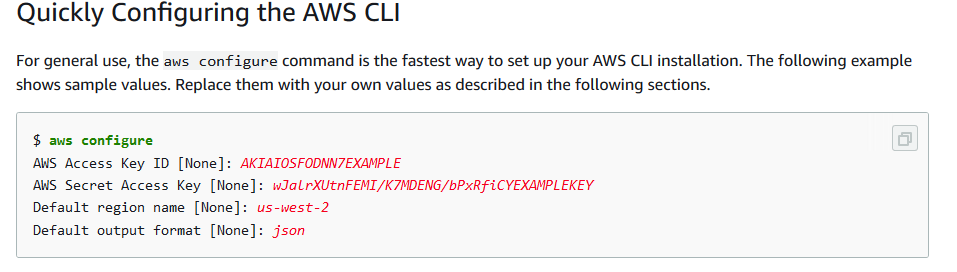 Quickly Configuring the AWS CLI
For general use, the aws configure command is the fastest way to set up your AWS CLI installation. The following example
shows sample values. Replace them with your own values as described in the following sections.
$ aws configure
AWS Access Key ID [None]: AKIAIOSFODNN7EXAMPLE
AWS Secret Access Key [None]: wJalrXUtnFEMI/K7MDENG/bPxRfiCYEXAMPLEKEY
Default region name [None]: us-west-2
Default output format [None]: json